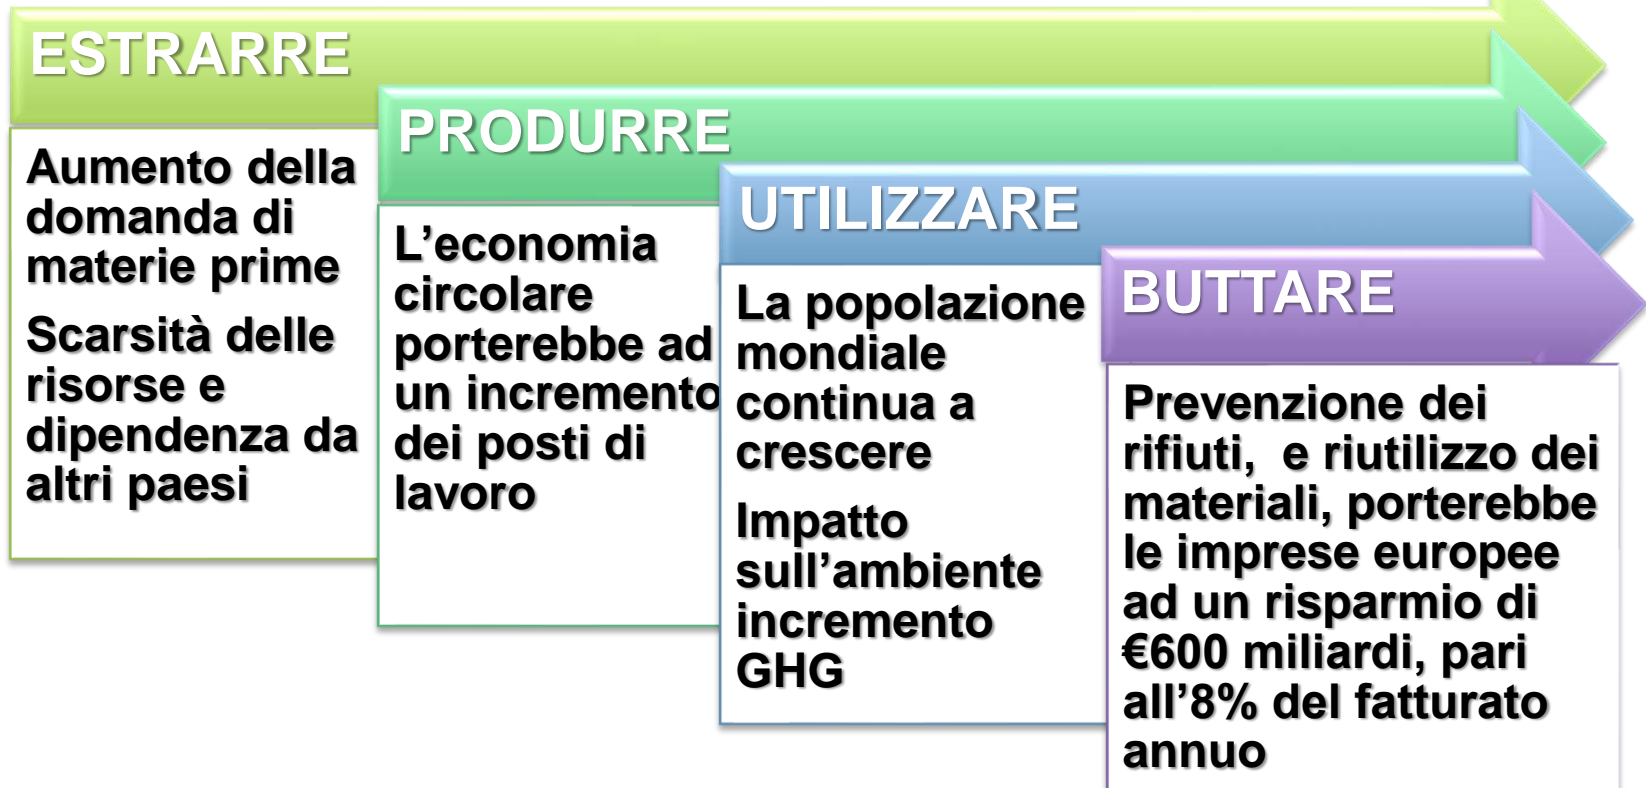 ESTRARRE
Aumento della
domanda di
materie prime
Scarsità delle
risorse e
dipendenza da
altri paesi
PRODURRE
L’economia
circolare
porterebbe ad
un incremento
dei posti di
lavoro
UTILIZZARE
La popolazione
mondiale
continua a
crescere
Impatto
sull’ambiente
incremento
GHG
BUTTARE
Prevenzione dei
rifiuti,  e riutilizzo dei
materiali, porterebbe
le imprese europee
ad un risparmio di
€600 miliardi, pari
all’8% del fatturato
annuo